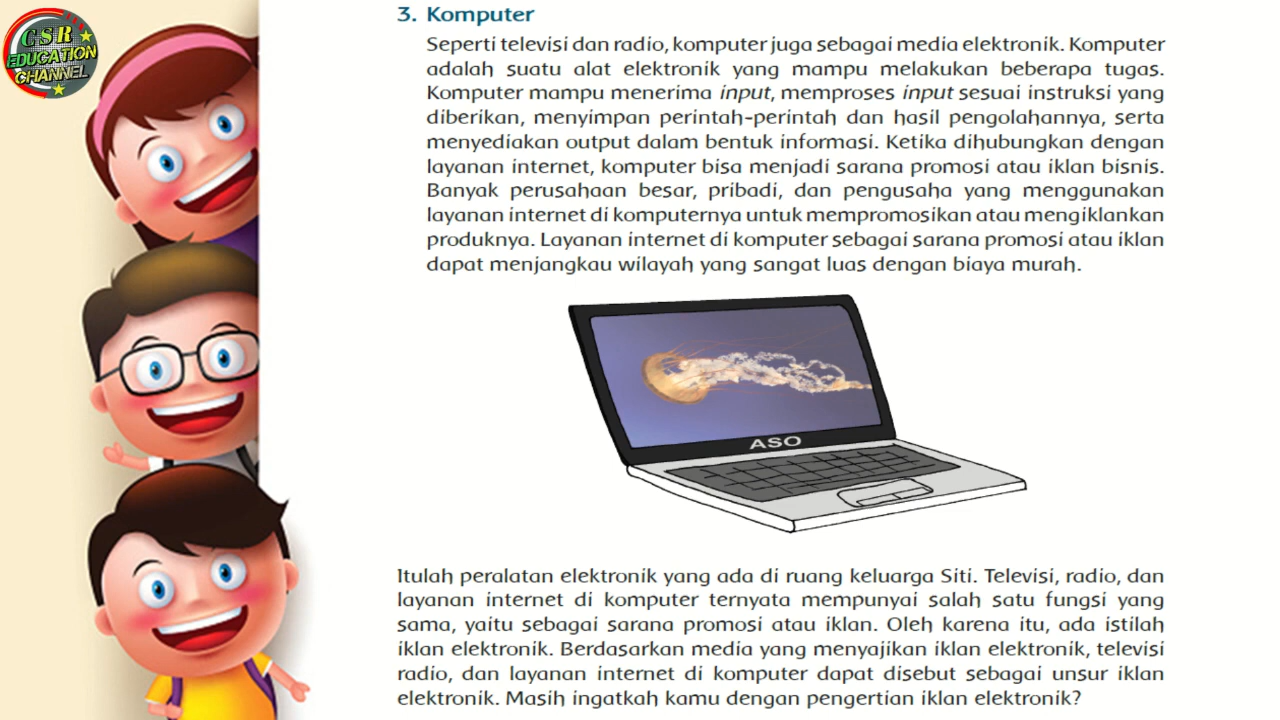 CSR
EDUCATION
CHANNEL
3. Komputer
Seperti televisi dan radio, komputer juga sebagai media elektronik. Komputer
adalah suatu alat elektronik yang mampu melakukan beberapa tugas.
Komputer mampu menerima input, memproses input sesuai instruksi yang
diberikan, menyimpan perintah-perintah dan hasil pengolahannya, serta
menyediakan output dalam bentuk informasi. Ketika dihubungkan dengan
layanan internet, komputer bisa menjadi sarana promosi atau iklan bisnis.
Banyak perusahaan besar, pribadi, dan pengusaha yang menggunakan
layanan internet di komputernya untuk mempromosikan atau mengiklankan
produknya. Layanan internet di komputer sebagai sarana promosi atau iklan
dapat menjangkau wilayah yang sangat luas dengan biaya murah.
ASO
Itulah peralatan elektronik yang ada di ruang keluarga Siti. Televisi, radio, dan
layanan internet di komputer ternyata mempunyai salah satu fungsi yang
sama, yaitu sebagai sarana promosi atau iklan. Oleh karena itu, ada istilah
iklan elektronik. Berdasarkan media yang menyajikan iklan elektronik, televisi
radio, dan layanan internet di komputer dapat disebut sebagai unsur iklan
elektronik. Masih ingatkah kamu dengan pengertian iklan elektronik?